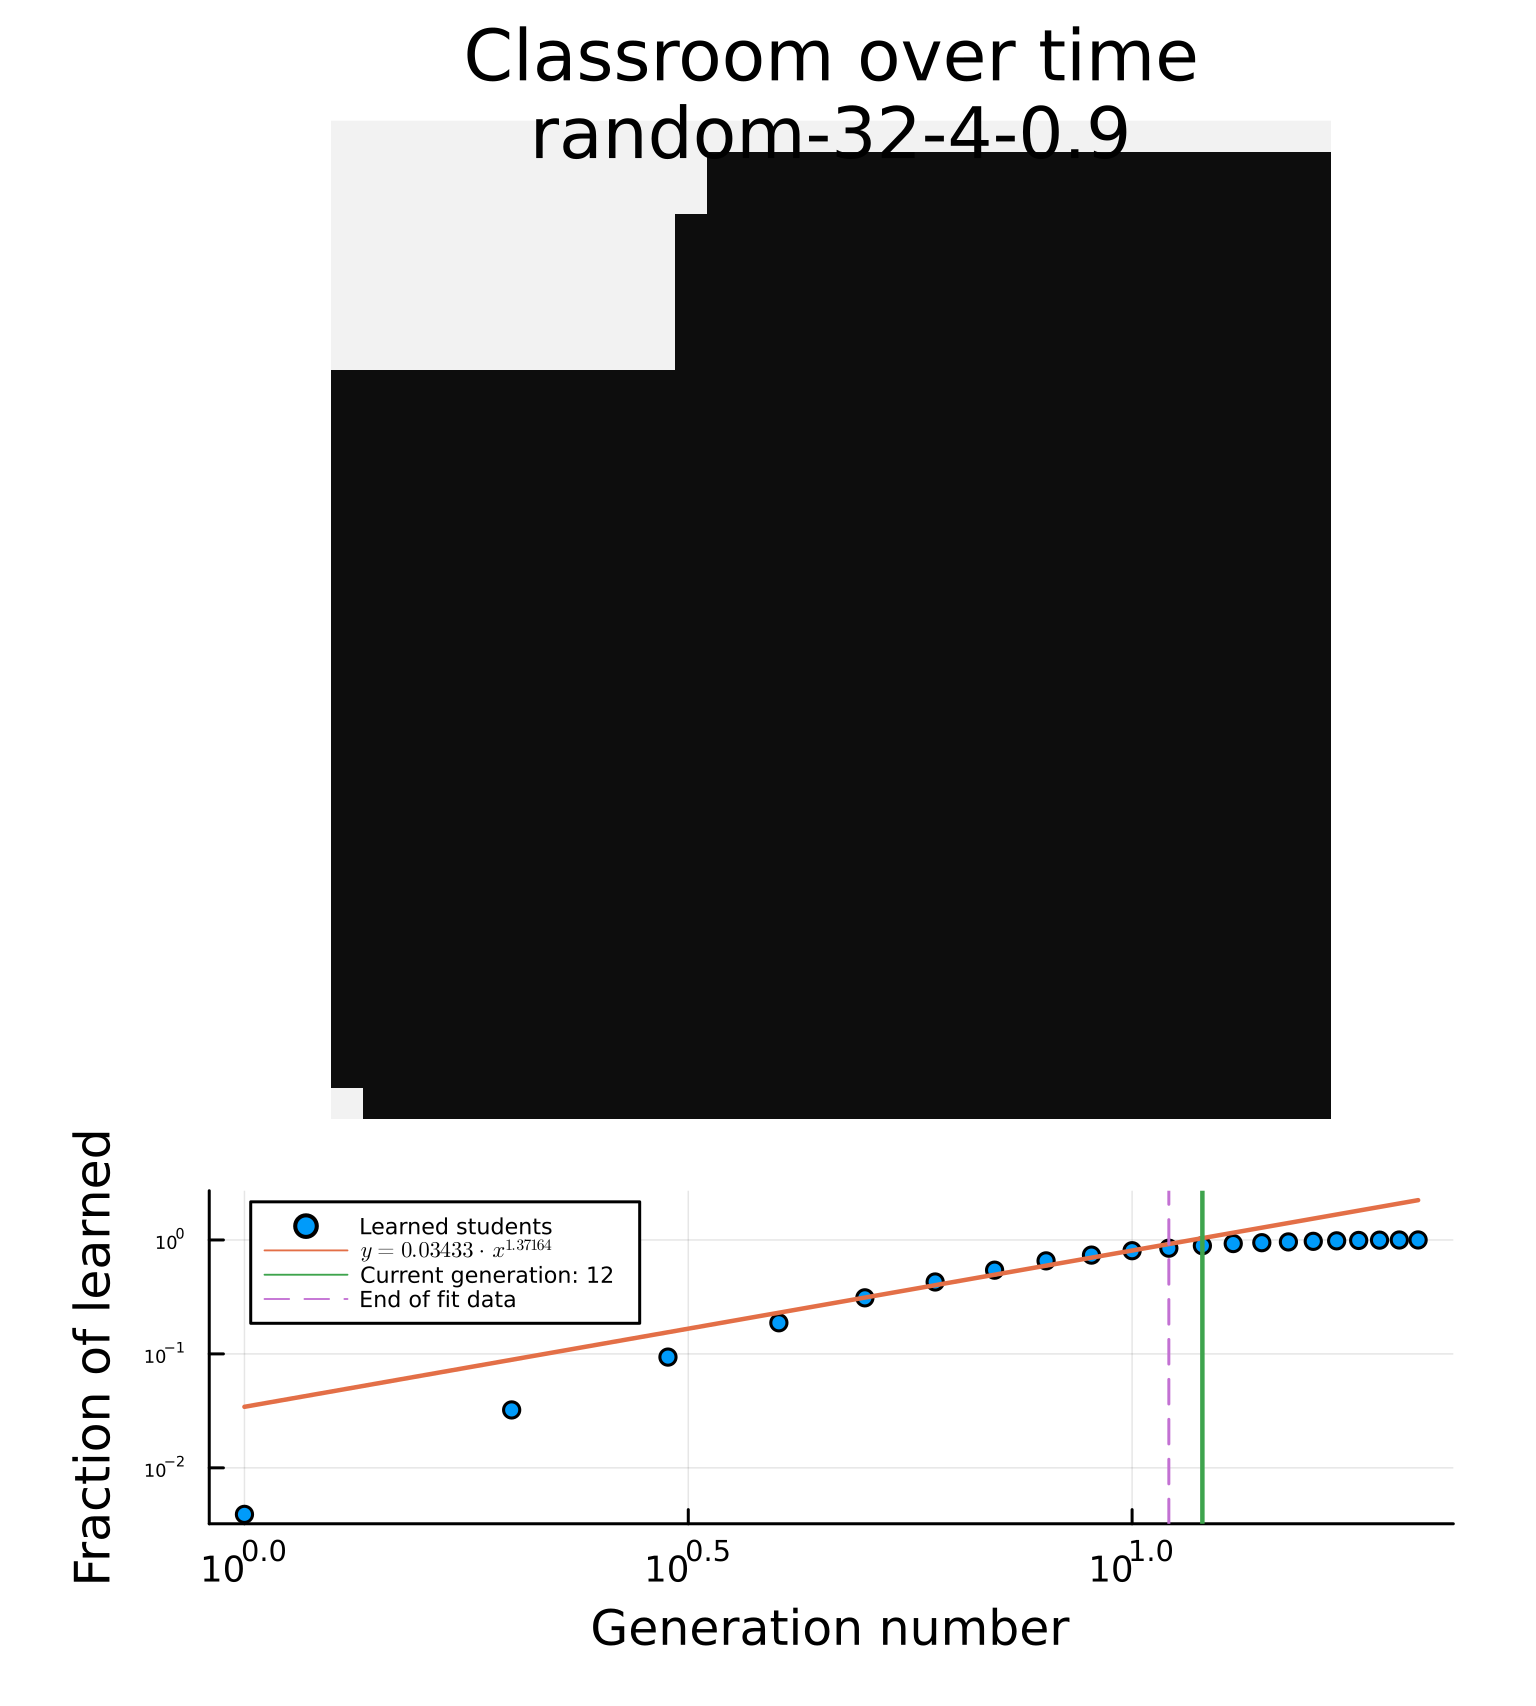 Classroom over time
random-32-4-0.9
Fraction of learned
10⁰
10⁻¹
10⁻²
Learned students
y = 0.03433 · x^1.37164
Current generation: 12
End of fit data
10^0.0
10^0.5
10^1.0
Generation number